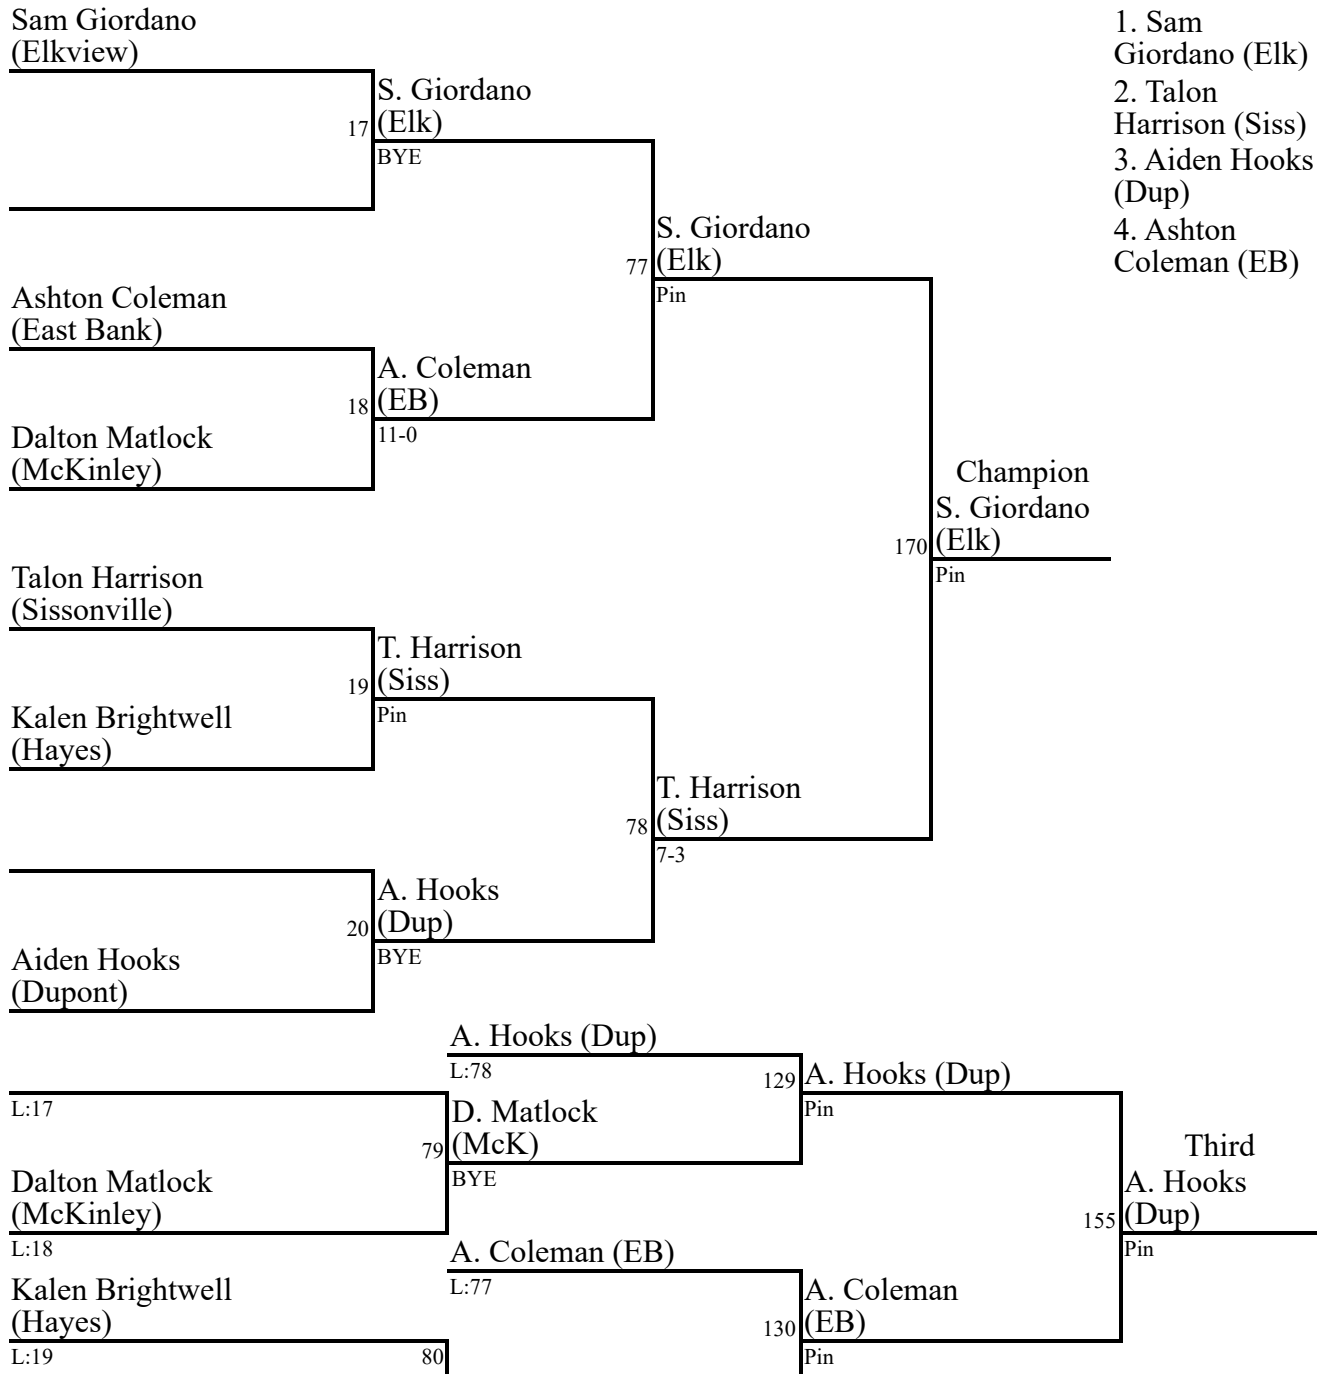 Sam Giordano
(Elkview)
S. Giordano
17 (Elk)
BYE
S. Giordano
77 (Elk)
Pin
Ashton Coleman
(East Bank)
A. Coleman
18 (EB)
11-0
Dalton Matlock
(McKinley)
Champion
S. Giordano
170 (Elk)
Pin
Talon Harrison
(Sissonville)
T. Harrison
19 (Siss)
Pin
Kalen Brightwell
(Hayes)
T. Harrison
78 (Siss)
7-3
A. Hooks
20 (Dup)
BYE
Aiden Hooks
(Dupont)
1. Sam
Giordano (Elk)
2. Talon
Harrison (Siss)
3. Aiden Hooks
(Dup)
4. Ashton
Coleman (EB)
A. Hooks (Dup)
L:78
129 A. Hooks (Dup)
Pin
L:17
D. Matlock
79 (McK)
BYE
Dalton Matlock
(McKinley)
L:18
Third
A. Hooks
155 (Dup)
Pin
A. Coleman (EB)
L:77
A. Coleman
130 (EB)
Pin
Kalen Brightwell
(Hayes)
L:19
80